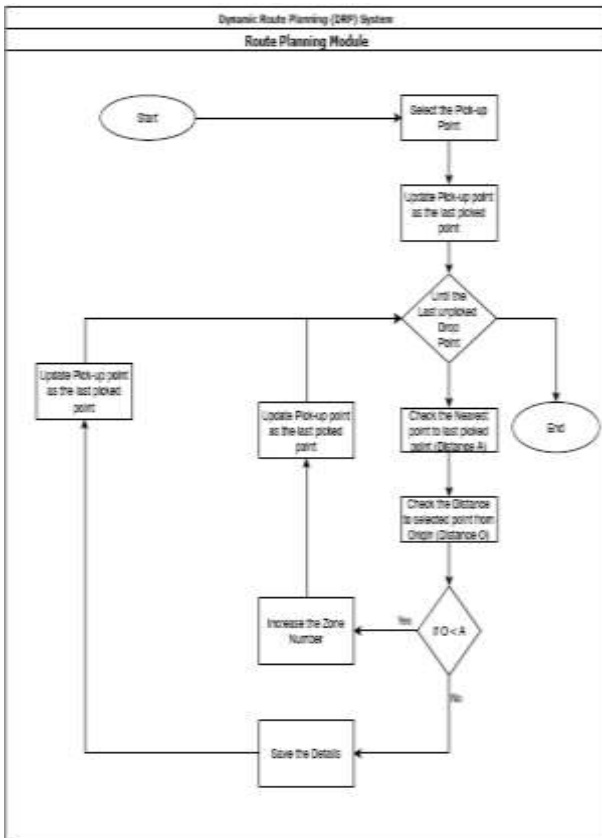 Dynamic Route Planning (DRP) System
Route Planning Module
Start
Select the Pick-up
Point
Update Pick-up point
as the last picked
point
Until the
Last unpicked
Drop
Point
Update Pick-up point
as the last picked
point
Update Pick-up point
as the last picked
point
Check the Nearest
point to last picked
point (Distance A)
End
Check the Distance
to selected point from
Origin (Distance O)
Increase the Zone
Number
Yes
If O < A
No
Save the Details